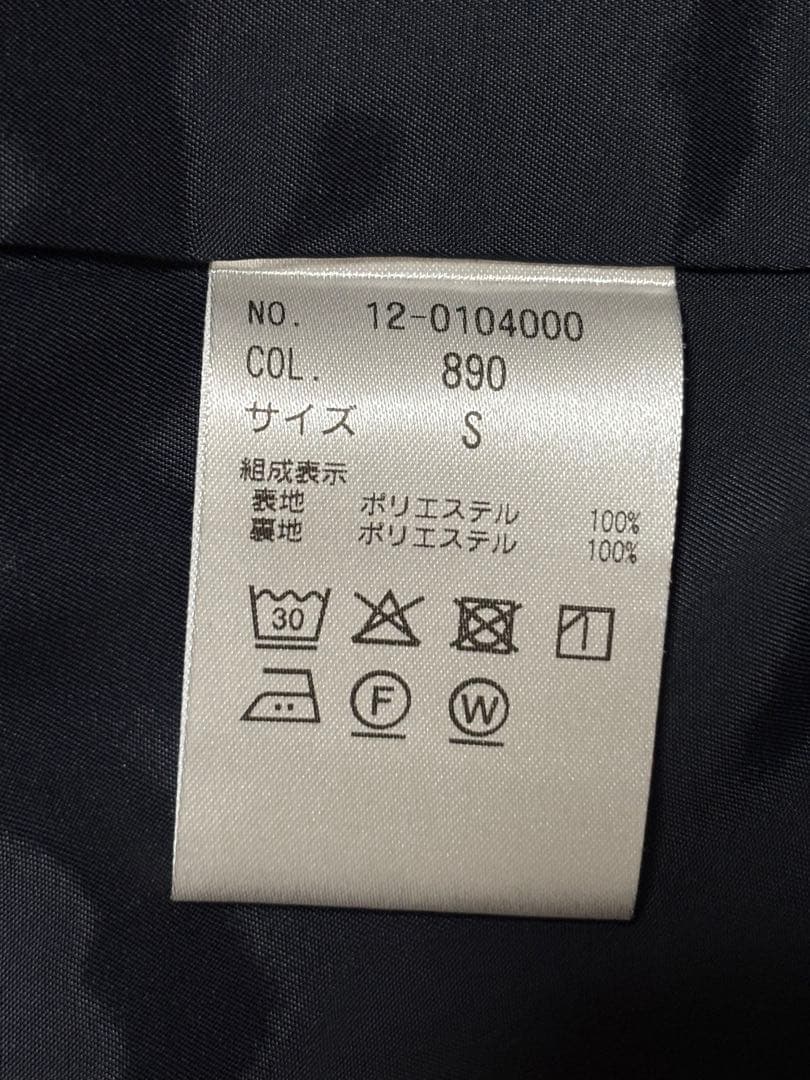 NO. 12-0104000
COL. 890
サイズ S
組成表示
表地 ポリエステル 100%
裏地 ポリエステル 100%
30
F W